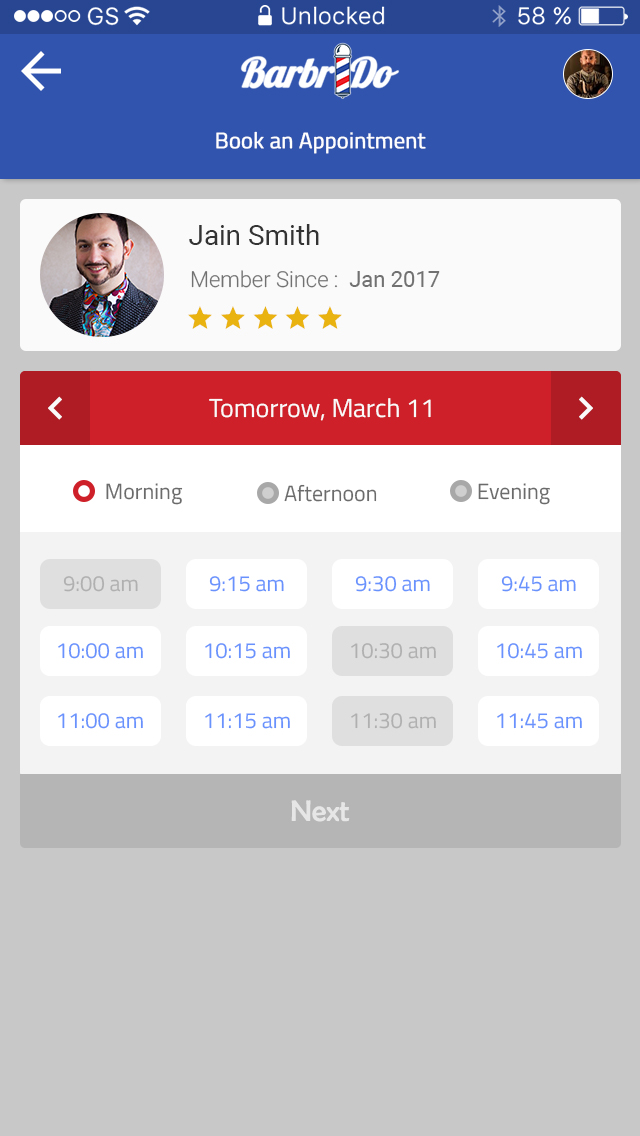 GS Unlocked 58 %
BarbrDo
Book an Appointment
Jain Smith
Member Since : Jan 2017
Tomorrow, March 11
Morning Afternoon Evening
9:00 am 9:15 am 9:30 am 9:45 am
10:00 am 10:15 am 10:30 am 10:45 am
11:00 am 11:15 am 11:30 am 11:45 am
Next